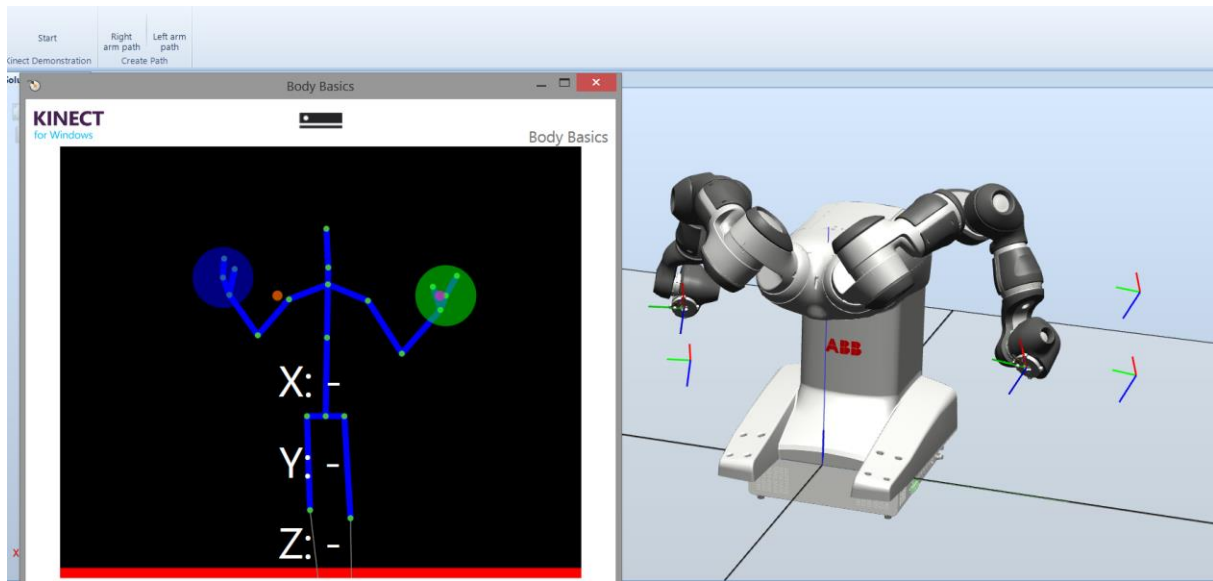 Start
Right arm path
Left arm path
Kinect Demonstration
Create Path
Solu
Body Basics
KINECT
for Windows
Body Basics
X: -
Y: -
Z: -
ABB
X